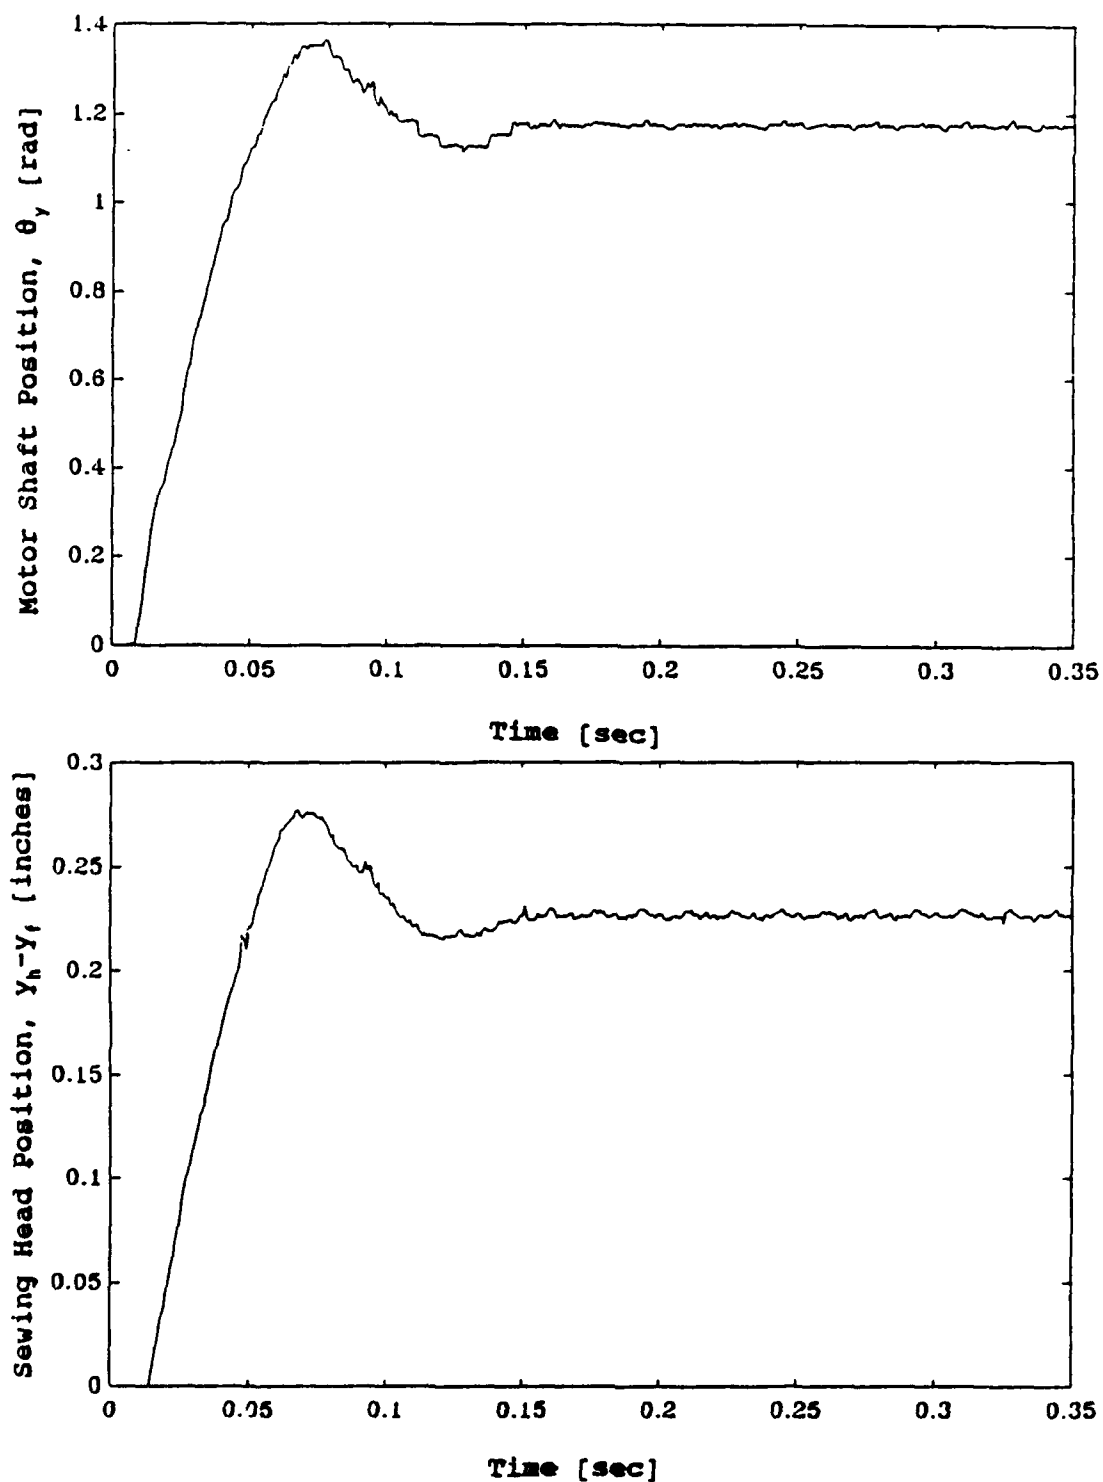 1.4
1.2
1
0.8
0.6
0.4
0.2
0
Motor Shaft Position, θy [rad]
0 0.05 0.1 0.15 0.2 0.25 0.3 0.35
Time [sec]
0.3
0.25
0.2
0.15
0.1
0.05
0
Sewing Head Position, yh-yf [inches]
0 0.05 0.1 0.15 0.2 0.25 0.3 0.35
Time [sec]